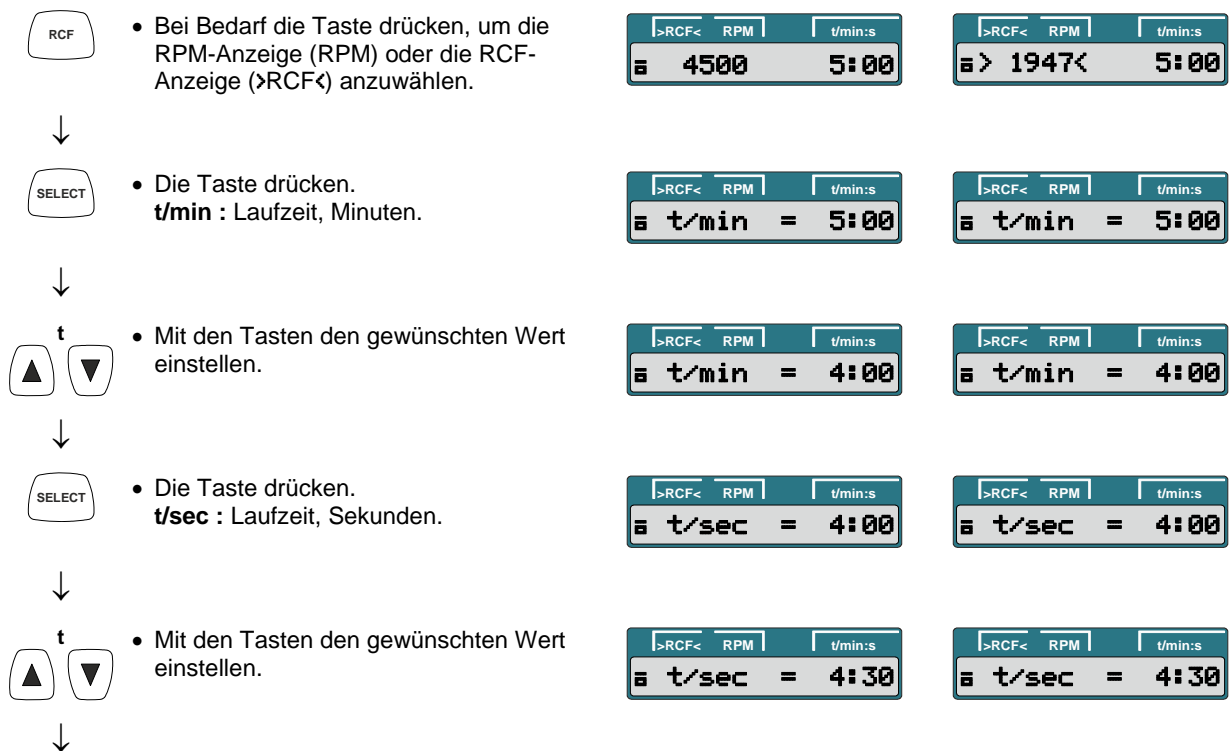 RCF
• Bei Bedarf die Taste drücken, um die
RPM-Anzeige (RPM) oder die RCF-
Anzeige (>RCF<) anzuwählen.
>RCF< RPM t/min:s
4500 5:00
>RCF< RPM t/min:s
> 1947< 5:00
↓
SELECT
• Die Taste drücken.
t/min : Laufzeit, Minuten.
>RCF< RPM t/min:s
t/min = 5:00
>RCF< RPM t/min:s
t/min = 5:00
↓
t
▲ ▼
• Mit den Tasten den gewünschten Wert
einstellen.
>RCF< RPM t/min:s
t/min = 4:00
>RCF< RPM t/min:s
t/min = 4:00
↓
SELECT
• Die Taste drücken.
t/sec : Laufzeit, Sekunden.
>RCF< RPM t/min:s
t/sec = 4:00
>RCF< RPM t/min:s
t/sec = 4:00
↓
t
▲ ▼
• Mit den Tasten den gewünschten Wert
einstellen.
>RCF< RPM t/min:s
t/sec = 4:30
>RCF< RPM t/min:s
t/sec = 4:30
↓